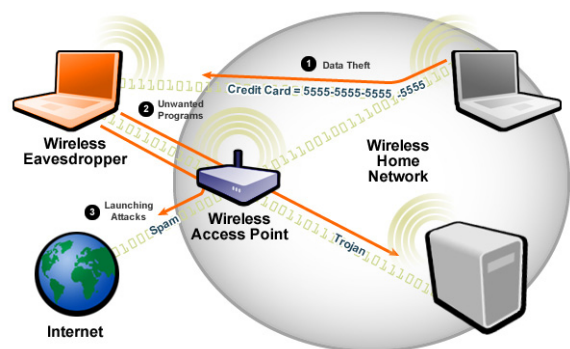 1 Data Theft
Credit Card = 5555-5555-5555 -5555
2 Unwanted
Programs
Wireless
Eavesdropper
Wireless
Home
Network
3 Launching
Attacks
Spam
Wireless
Access Point
Trojan
Internet